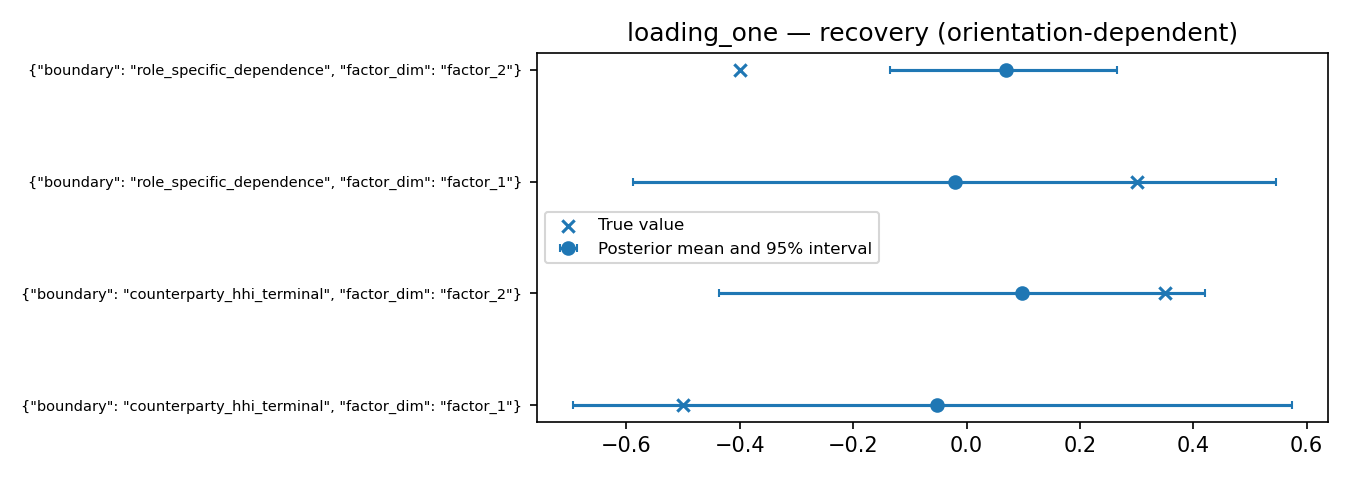 loading_one — recovery (orientation-dependent)
{"boundary": "role_specific_dependence", "factor_dim": "factor_2"}
{"boundary": "role_specific_dependence", "factor_dim": "factor_1"}
True value
Posterior mean and 95% interval
{"boundary": "counterparty_hhi_terminal", "factor_dim": "factor_2"}
{"boundary": "counterparty_hhi_terminal", "factor_dim": "factor_1"}
−0.6 −0.4 −0.2 0.0 0.2 0.4 0.6